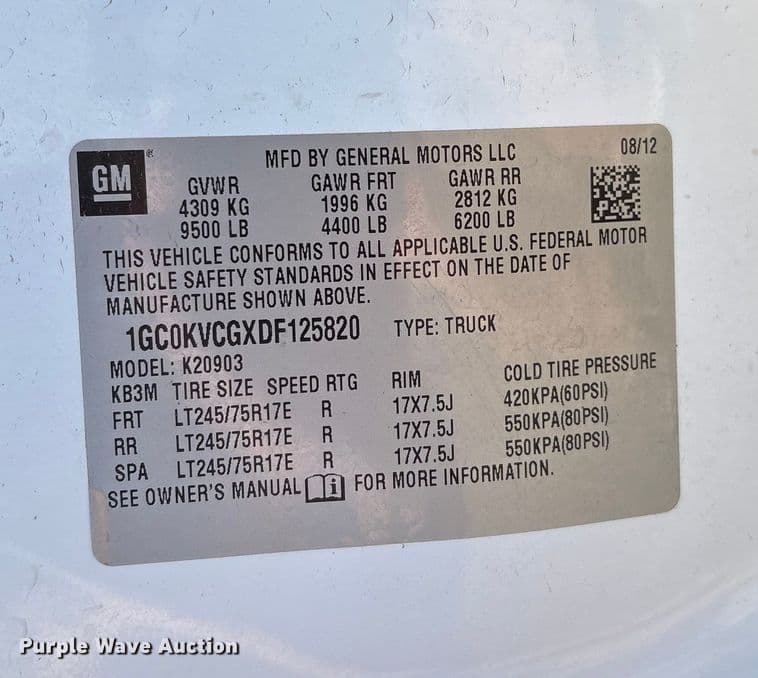 GM ® MFD BY GENERAL MOTORS LLC 08/12
GVWR GAWR FRT GAWR RR
4309 KG 1996 KG 2812 KG
9500 LB 4400 LB 6200 LB
THIS VEHICLE CONFORMS TO ALL APPLICABLE U.S. FEDERAL MOTOR
VEHICLE SAFETY STANDARDS IN EFFECT ON THE DATE OF
MANUFACTURE SHOWN ABOVE.
1GC0KVCGXDF125820 TYPE: TRUCK
MODEL: K20903
KB3M TIRE SIZE SPEED RTG RIM COLD TIRE PRESSURE
FRT LT245/75R17E R 17X7.5J 420KPA(60PSI)
RR LT245/75R17E R 17X7.5J 550KPA(80PSI)
SPA LT245/75R17E R 17X7.5J 550KPA(80PSI)
SEE OWNER'S MANUAL i FOR MORE INFORMATION.
Purple Wave Auction